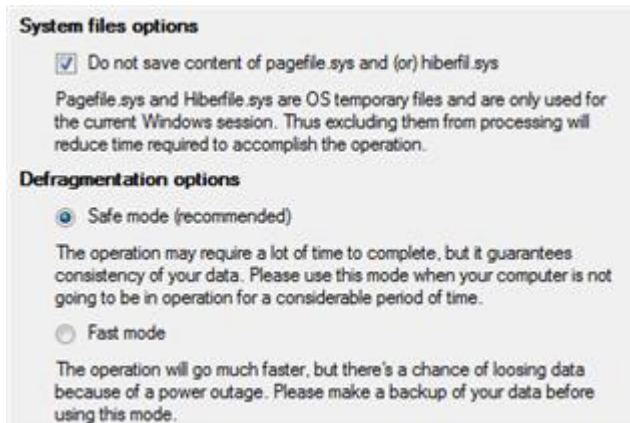 System files options
Do not save content of pagefile.sys and (or) hiberfil.sys
Pagefile.sys and Hiberfile.sys are OS temporary files and are only used for
the current Windows session. Thus excluding them from processing will
reduce time required to accomplish the operation.
Defragmentation options
Safe mode (recommended)
The operation may require a lot of time to complete, but it guarantees
consistency of your data. Please use this mode when your computer is not
going to be in operation for a considerable period of time.
Fast mode
The operation will go much faster, but there's a chance of loosing data
because of a power outage. Please make a backup of your data before
using this mode.